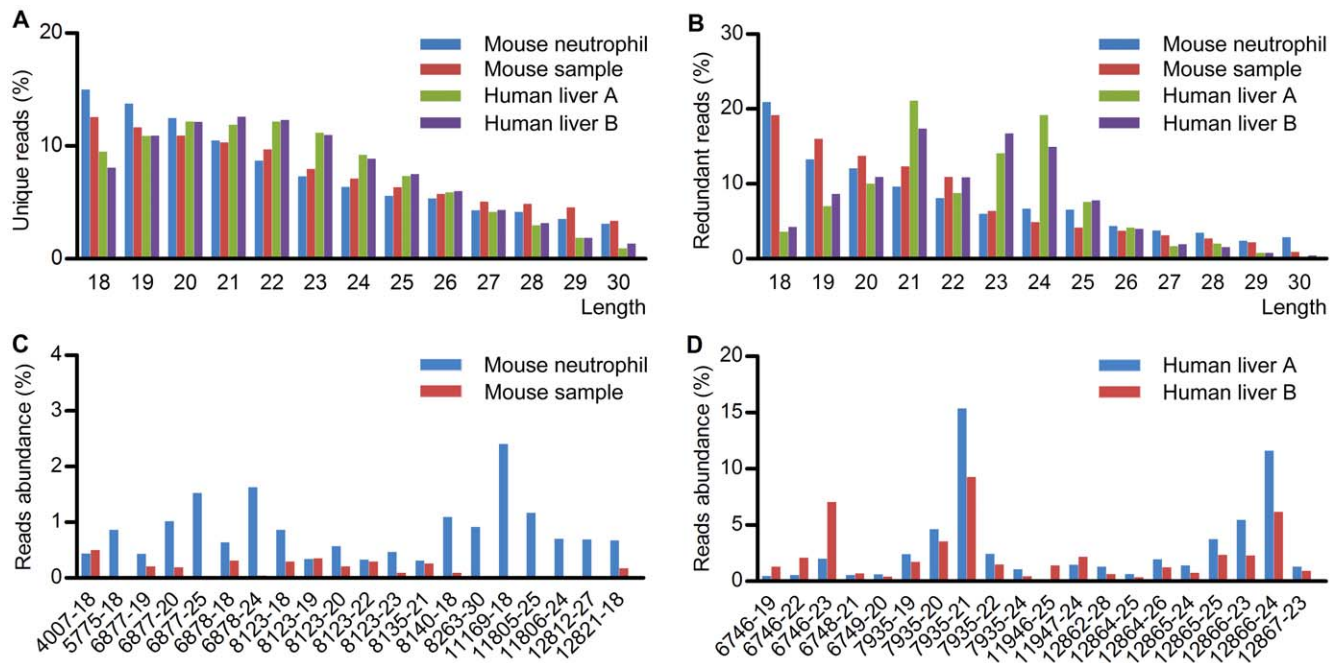 A
Unique reads (%)
20
10
0
Mouse neutrophil
Mouse sample
Human liver A
Human liver B
18 19 20 21 22 23 24 25 26 27 28 29 30
Length
B
Redundant reads (%)
30
20
10
0
Mouse neutrophil
Mouse sample
Human liver A
Human liver B
18 19 20 21 22 23 24 25 26 27 28 29 30
Length
C
Reads abundance (%)
4
3
2
1
0
Mouse neutrophil
Mouse sample
4007-18
5775-18
6877-19
6877-20
6877-25
6878-18
6878-24
8123-18
8123-19
8123-20
8123-22
8123-23
8135-21
8140-18
8263-30
11169-18
11805-25
11806-24
12812-27
12821-18
D
Reads abundance (%)
20
15
10
5
0
Human liver A
Human liver B
6746-19
6746-22
6746-23
6748-21
6749-20
7935-19
7935-20
7935-21
7935-22
7935-24
11946-25
11947-24
12862-28
12864-25
12864-26
12865-24
12865-25
12866-23
12866-24
12867-23